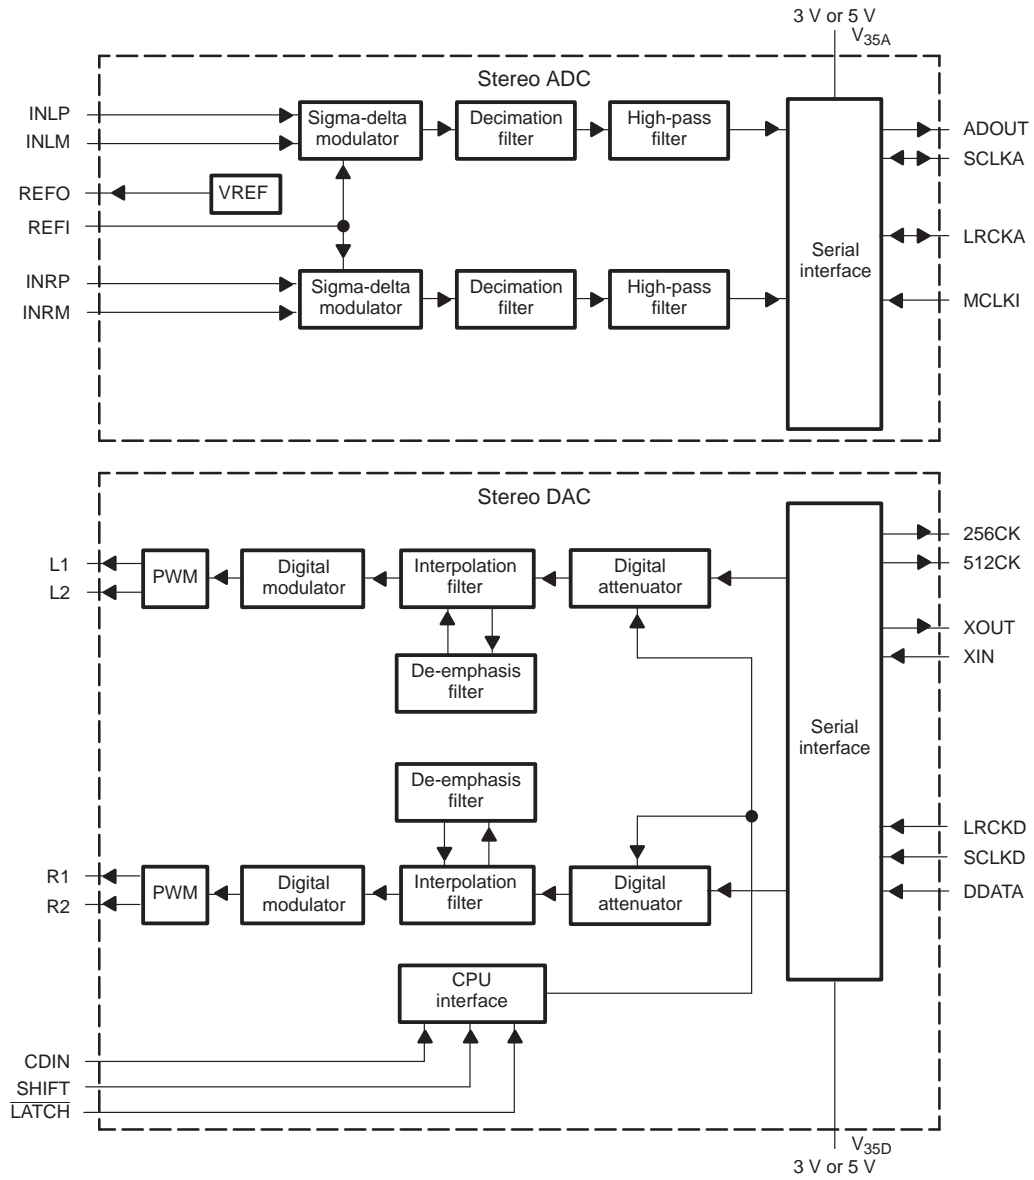 3 V or 5 V
V35A
Stereo ADC
INLP
INLM
REFO
REFI
INRP
INRM
Sigma-delta
modulator
Decimation
filter
High-pass
filter
VREF
Sigma-delta
modulator
Decimation
filter
High-pass
filter
Serial
interface
ADOUT
SCLKA
LRCKA
MCLKI
Stereo DAC
L1
L2
PWM
Digital
modulator
Interpolation
filter
Digital
attenuator
De-emphasis
filter
De-emphasis
filter
R1
R2
PWM
Digital
modulator
Interpolation
filter
Digital
attenuator
CPU
interface
CDIN
SHIFT
LATCH
Serial
interface
256CK
512CK
XOUT
XIN
LRCKD
SCLKD
DDATA
V35D
3 V or 5 V